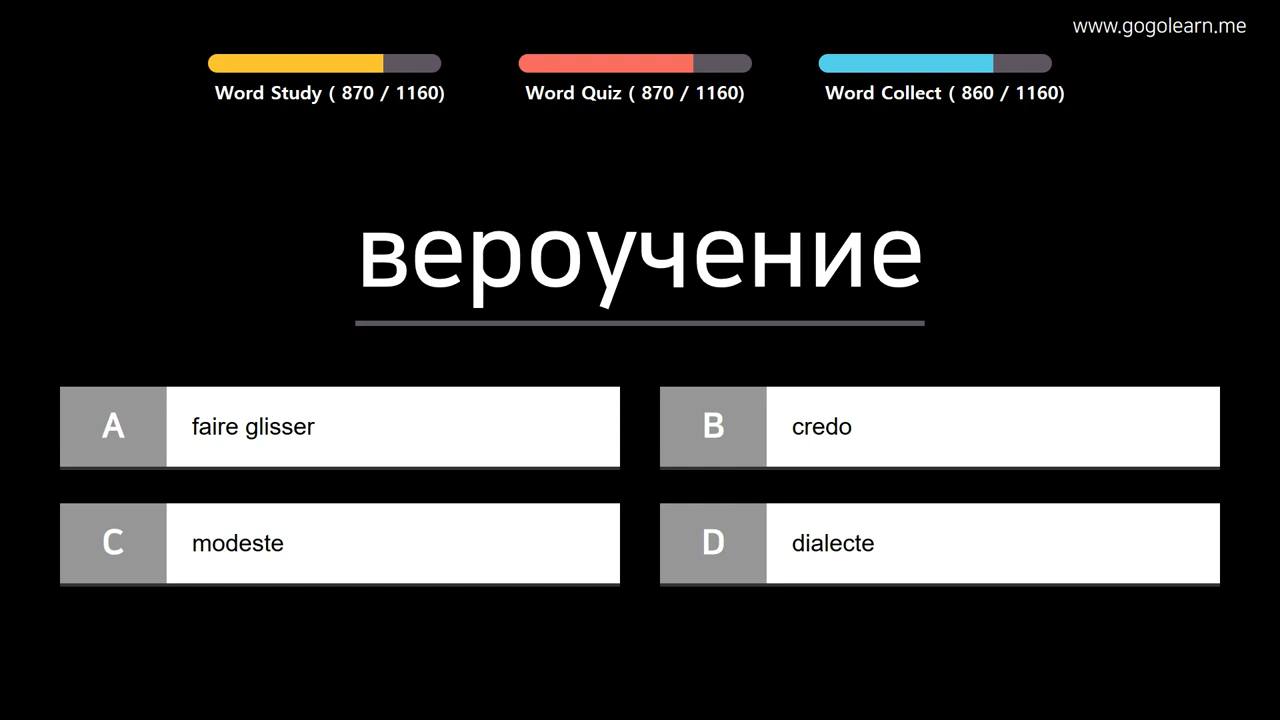 www.gogolearn.me
Word Study ( 870 / 1160)
Word Quiz ( 870 / 1160)
Word Collect ( 860 / 1160)
вероучение
A faire glisser
B credo
C modeste
D dialecte